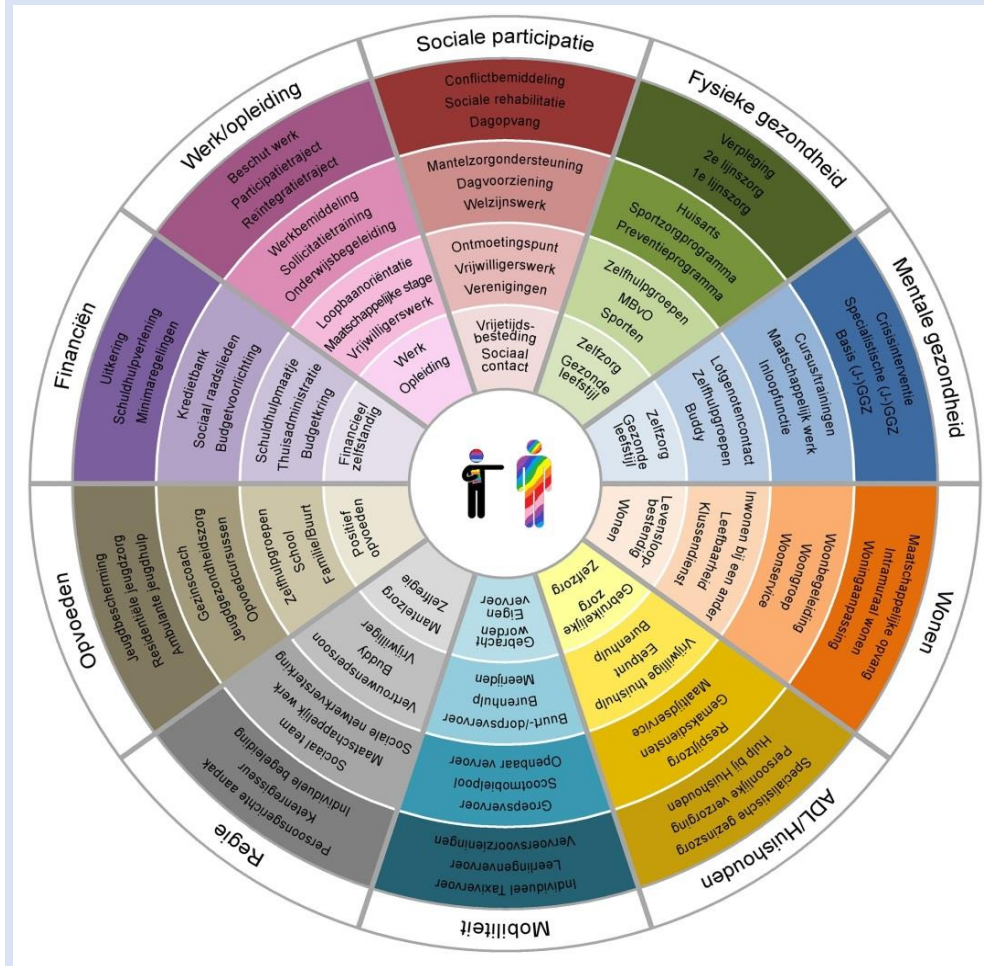 Sociale participatie
Conflictbemiddeling
Sociale rehabilitatie
Dagopvang
Mantelzorgondersteuning
Dagvoorziening
Welzijnswerk
Ontmoetingspunt
Vrijwilligerswerk
Verenigingen
Vrijetijds-
besteding
Sociaal
contact
Fysieke gezondheid
Verpleging
2e lijnszorg
1e lijnszorg
Huisarts
Sportzorgprogramma
Preventieprogramma
Zelfhulpgroepen
MBvO
Sporten
Zelfzorg
Gezonde
leefstijl
Mentale gezondheid
Crisisinterventie
Specialistische (J-)GGZ
Basis (J-)GGZ
Cursus/trainingen
Maatschappelijk werk
Inloopfunctie
Lotgenotencontact
Zelfhulpgroepen
Buddy
Zelfzorg
Gezonde
leefstijl
Wonen
Maatschappelijke opvang
Intramuraal wonen
Woningaanpassing
Woonbegeleiding
Woongroep
Woonservice
Inwonen bij een ander
Leefbaarheid
Klussendienst
Levensloop-
bestendig
Wonen
ADL/Huishouden
Specialistische gezinszorg
Persoonlijke verzorging
Hulp bij Huishouden
Respijtzorg
Gemaksdiensten
Maaltijdservice
Vrijwillige thuishulp
Eetpunt
Burenhulp
Gebruikelijke
zorg
Zelfzorg
Mobiliteit
Individueel Taxivervoer
Leerlingenvervoer
Vervoersvoorzieningen
Groepsvervoer
Scootmobielpool
Openbaar vervoer
Buurt-/dorpsvervoer
Burenhulp
Meerijden
Gebracht
worden
Eigen
vervoer
Regie
Persoonsgerichte aanpak
Ketenregisseur
Individuele begeleiding
Sociaal team
Maatschappelijk werk
Sociale netwerkversterking
Vertrouwenspersoon
Buddy
Vrijwilliger
Mantelzorg
Zelfregie
Opvoeden
Jeugdbescherming
Residentiële jeugdzorg
Ambulante jeugdhulp
Gezinscoach
Jeugdgezondheidszorg
Opvoedcursussen
Zelfhulpgroepen
School
Familie/Buurt
Positief
opvoeden
Financiën
Uitkering
Schuldhulpverlening
Minimaregelingen
Kredietbank
Sociaal raadslieden
Budgetvoorlichting
Schuldhulpmaatje
Thuisadministratie
Budgetkring
Financieel
zelfstandig
Werk/opleiding
Beschut werk
Participatietraject
Reintegratietraject
Werkbemiddeling
Sollicitatietraining
Onderwijsbegeleiding
Loopbaanoriëntatie
Maatschappelijke stage
Vrijwilligerswerk
Werk
Opleiding